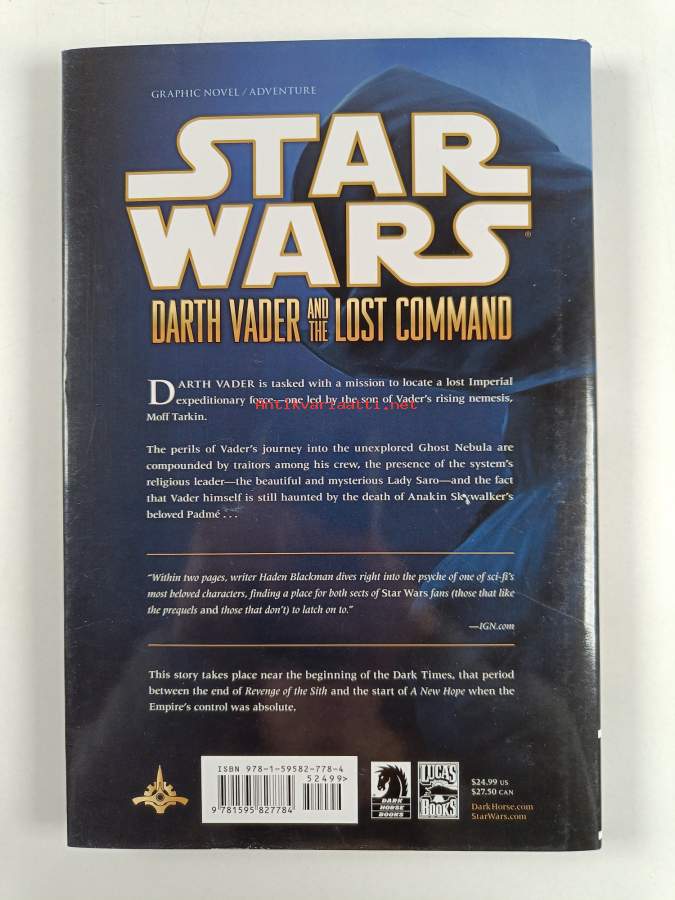 GRAPHIC NOVEL / ADVENTURE
STAR
WARS®
DARTH VADER AND THE LOST COMMAND
DARTH VADER is tasked with a mission to locate a lost Imperial
expeditionary force—one led by the son of Vader's rising nemesis,
Antikvariaatti.net
Moff Tarkin.
The perils of Vader's journey into the unexplored Ghost Nebula are
compounded by traitors among his crew, the presence of the system's
religious leader—the beautiful and mysterious Lady Saro—and the fact
that Vader himself is still haunted by the death of Anakin Skywalker's
beloved Padmé . . .
“Within two pages, writer Haden Blackman dives right into the psyche of one of sci-fi's
most beloved characters, finding a place for both sects of Star Wars fans (those that like
the prequels and those that don't) to latch on to.”
—IGN.com
This story takes place near the beginning of the Dark Times, that period
between the end of Revenge of the Sith and the start of A New Hope when the
Empire's control was absolute.
ISBN 978-1-59582-778-4
52499>
9781595827784
DARK
HORSE
BOOKS
LUCAS
BOOKS
$24.99 US
$27.50 CAN
DarkHorse.com
StarWars.com